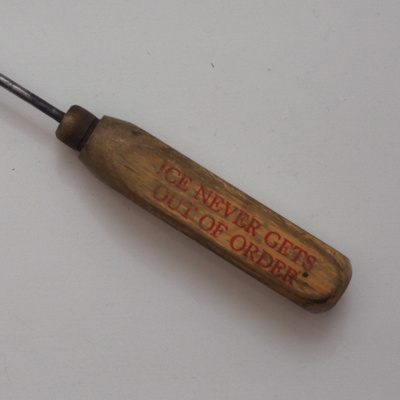 ICE NEVER GETS
OUT OF ORDER